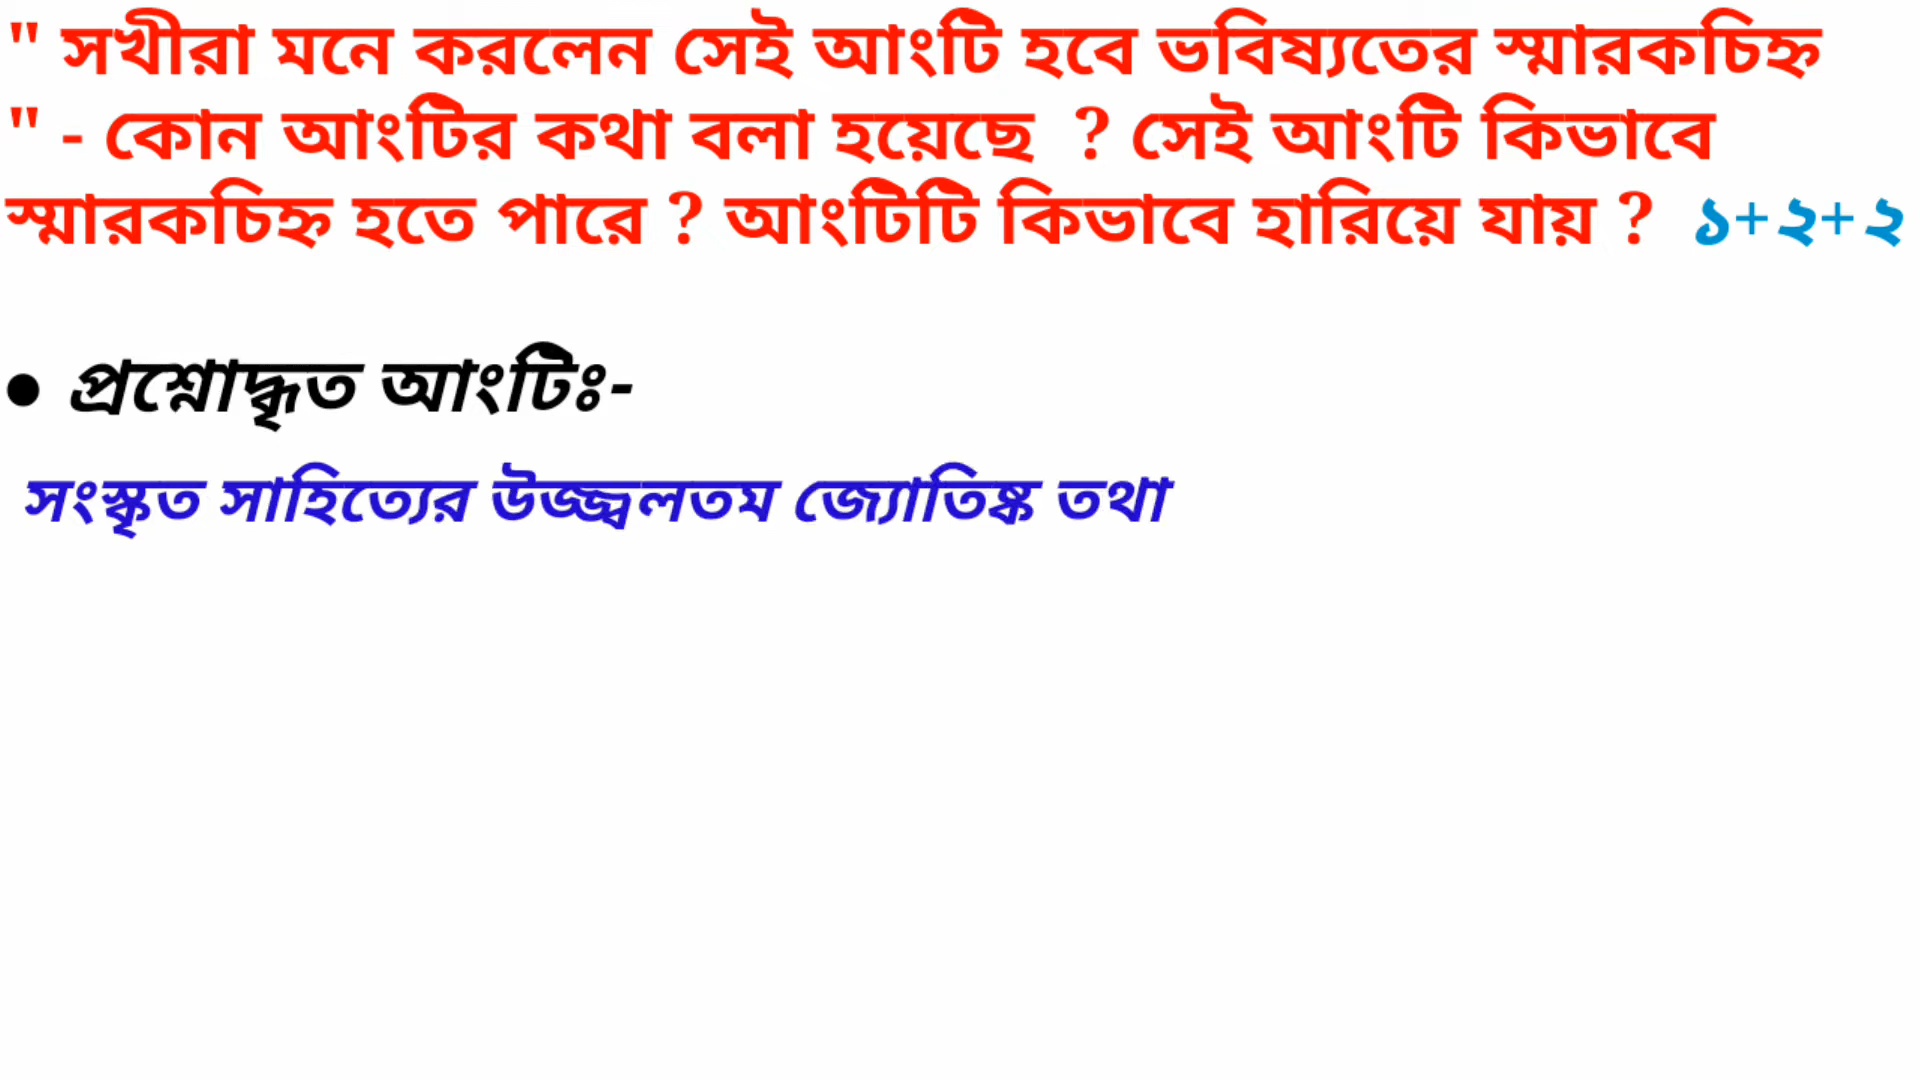 " সখীরা মনে করলেন সেই আংটি হবে ভবিষ্যতের স্মারকচিহ্ন
" - কোন আংটির কথা বলা হয়েছে ? সেই আংটি কিভাবে
স্মারকচিহ্ন হতে পারে ? আংটিটি কিভাবে হারিয়ে যায় ? ১+২+২
● প্রশ্নোদ্ধৃত আংটিঃ-
সংস্কৃত সাহিত্যের উজ্জ্বলতম জ্যোতিষ্ক তথা